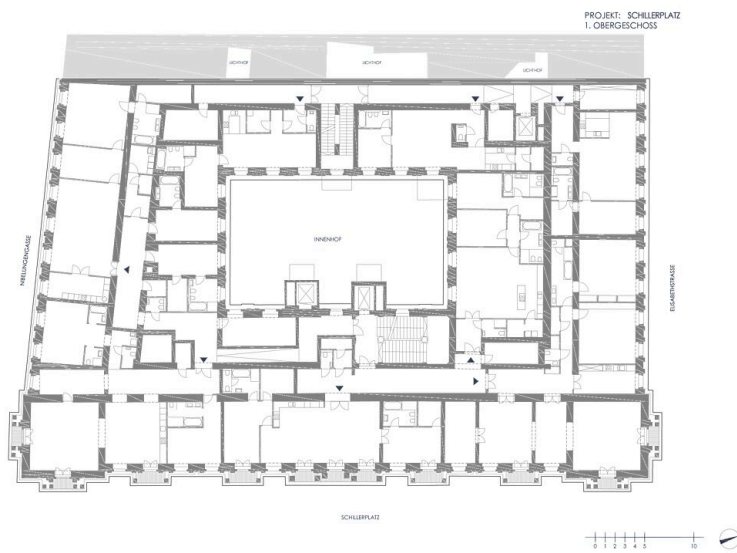 PROJEKT: SCHILLERPLATZ
1. OBERGESCHOSS
LICHTHOF
LICHTHOF
LICHTHOF
INNENHOF
NIBELUNGENGASSE
ELISABETHSTRASSE
SCHILLERPLATZ
0 1 2 3 4 5 10